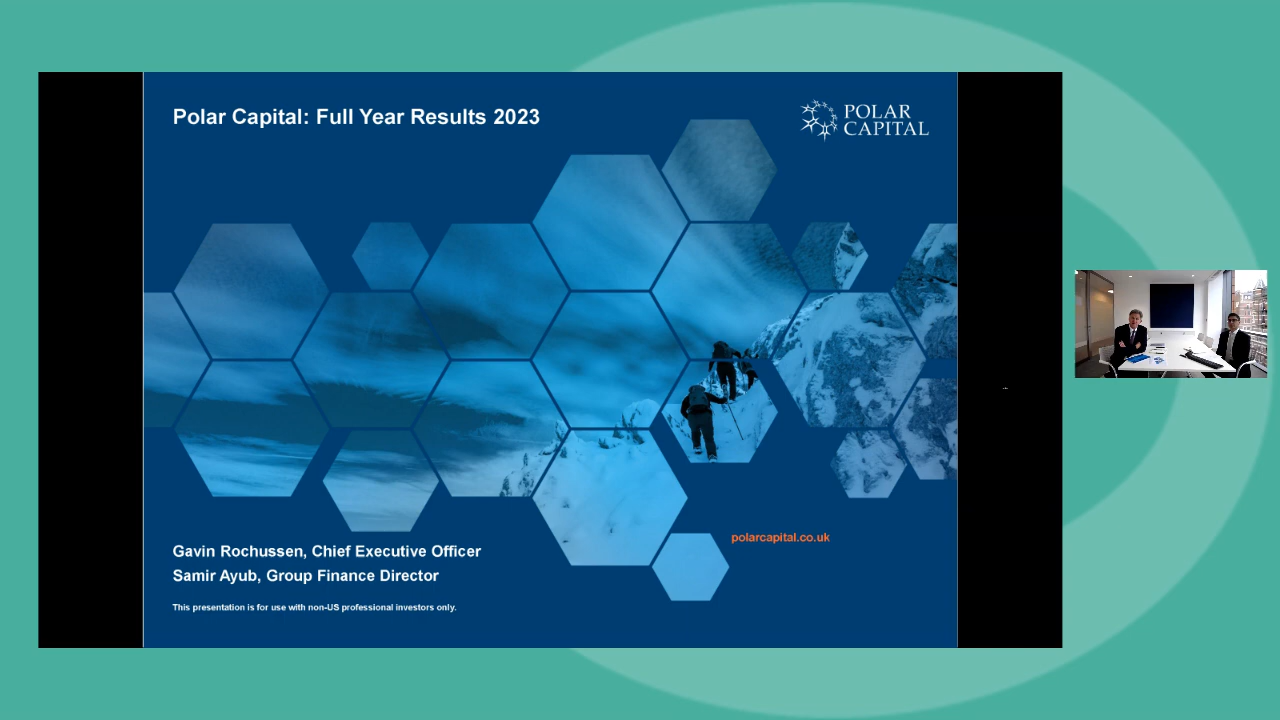 Polar Capital: Full Year Results 2023
POLAR
CAPITAL
polarcapital.co.uk
Gavin Rochussen, Chief Executive Officer
Samir Ayub, Group Finance Director
This presentation is for use with non-US professional investors only.